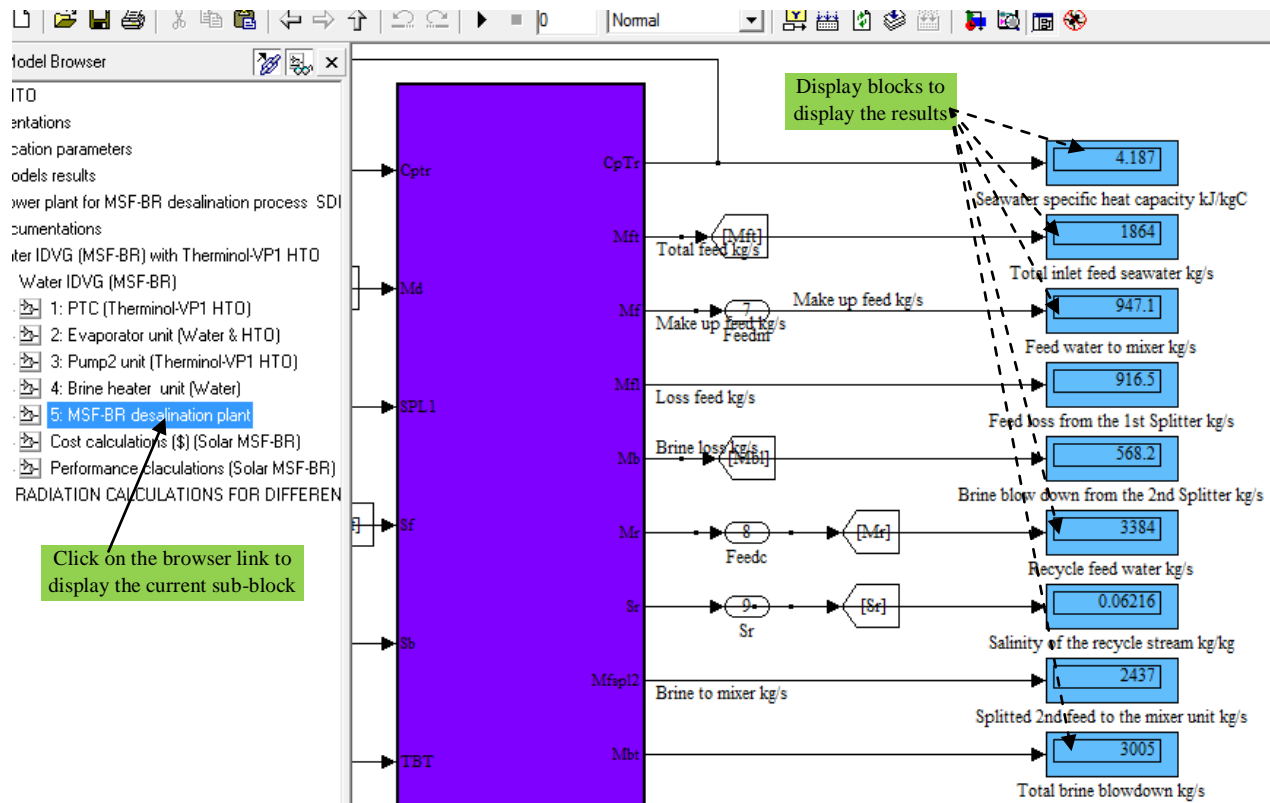 0
Normal
Model Browser
HTO
entations
cation parameters
odels results
ower plant for MSF-BR desalination process SDI
cumentations
ter IDVG (MSF-BR) with Therminol-VP1 HTO
Water IDVG (MSF-BR)
1: PTC (Therminol-VP1 HTO)
2: Evaporator unit (Water & HTO)
3: Pump2 unit (Therminol-VP1 HTO)
4: Brine heater unit (Water)
5: MSF-BR desalination plant
Cost calculations ($) (Solar MSF-BR)
Performance claculations (Solar MSF-BR)
RADIATION CALCULATIONS FOR DIFFEREN
Click on the browser link to
display the current sub-block
Cptr
Md
SPL1
Sf
Sb
TBT
CpTr
Mft
Mf
Mfl
Mb
Mr
Sr
Mfspl2
Mbt
Display blocks to
display the results
[Mft]
Total feed kg/s
7
Make up feed kg/s
Make up feed kg/s
Feedmf
Loss feed kg/s
Brine loss kg/s
[Mbl]
8
[Mr]
Feedc
9
[Sr]
Sr
Brine to mixer kg/s
4.187
Seawater specific heat capacity kJ/kgC
1864
Total inlet feed seawater kg/s
947.1
Feed water to mixer kg/s
916.5
Feed loss from the 1st Splitter kg/s
568.2
Brine blow down from the 2nd Splitter kg/s
3384
Recycle feed water kg/s
0.06216
Salinity of the recycle stream kg/kg
2437
Splitted 2nd feed to the mixer unit kg/s
3005
Total brine blowdown kg/s